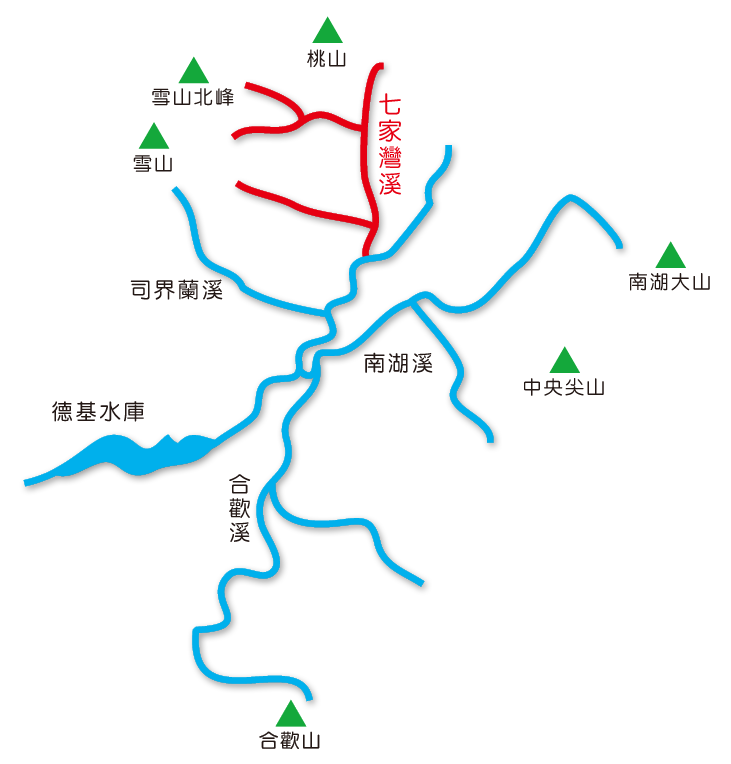 桃山
雪山北峰
七家灣溪
雪山
司界蘭溪
南湖大山
南湖溪
中央尖山
德基水庫
合歡溪
合歡山